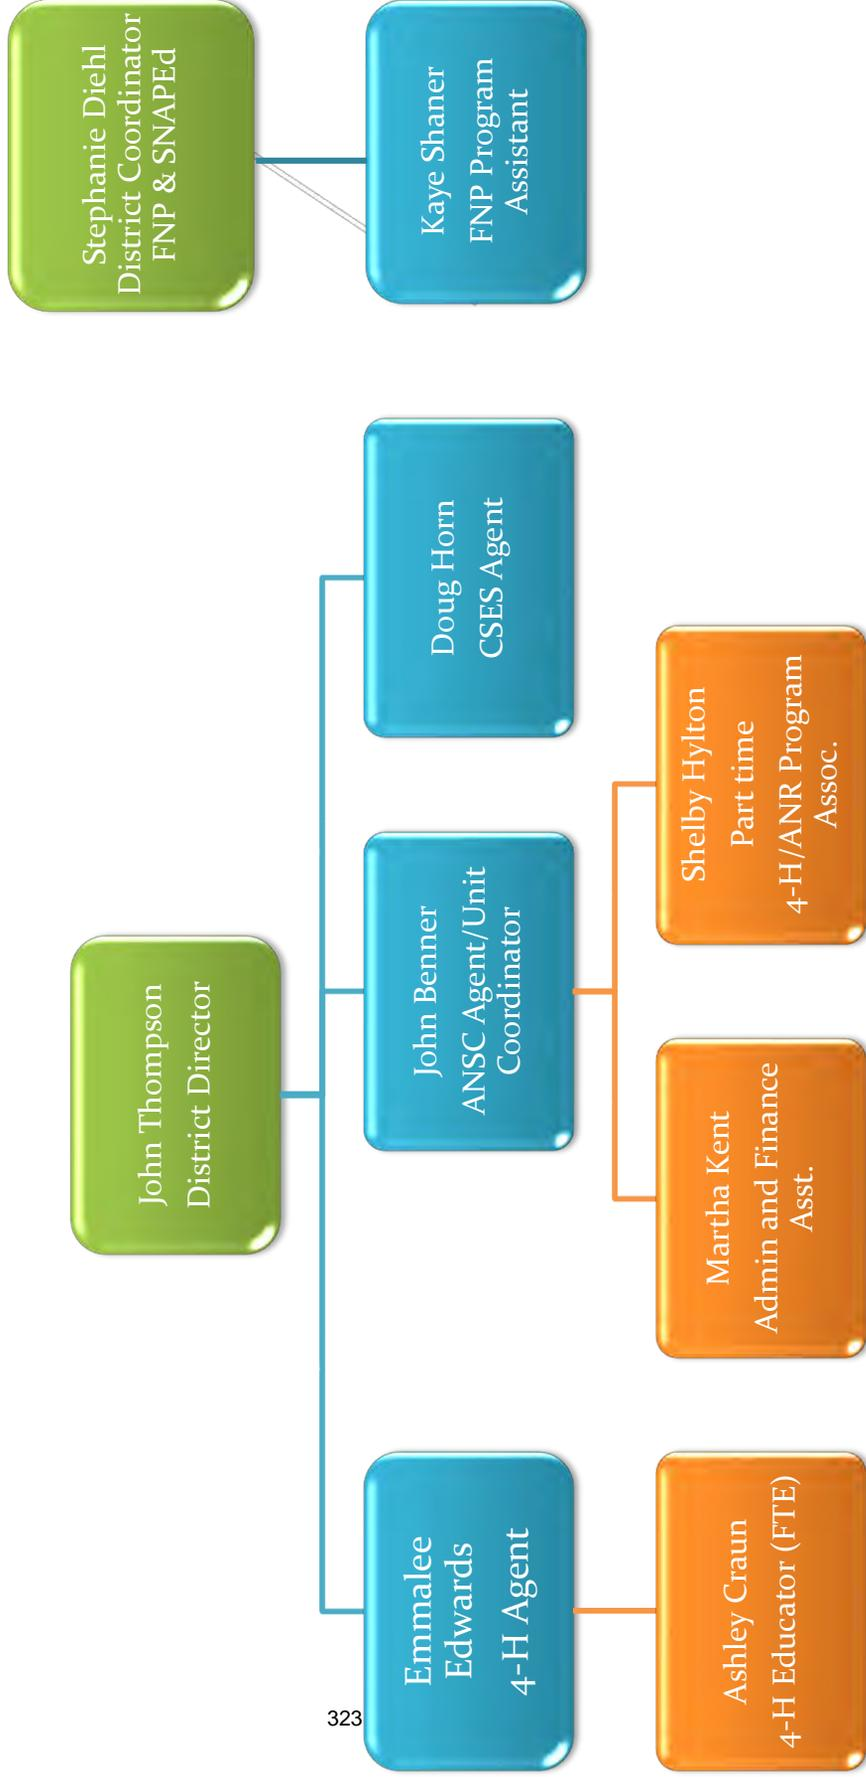 John Thompson
District Director
Stephanie Diehl
District Coordinator
FNP & SNAPEd
Emmalee
Edwards
4-H Agent
John Benner
ANSC Agent/Unit
Coordinator
Doug Horn
CSES Agent
Kaye Shaner
FNP Program
Assistant
Ashley Craun
4-H Educator (FTE)
Martha Kent
Admin and Finance
Asst.
Shelby Hylton
Part time
4-H/ANR Program
Assoc.
323